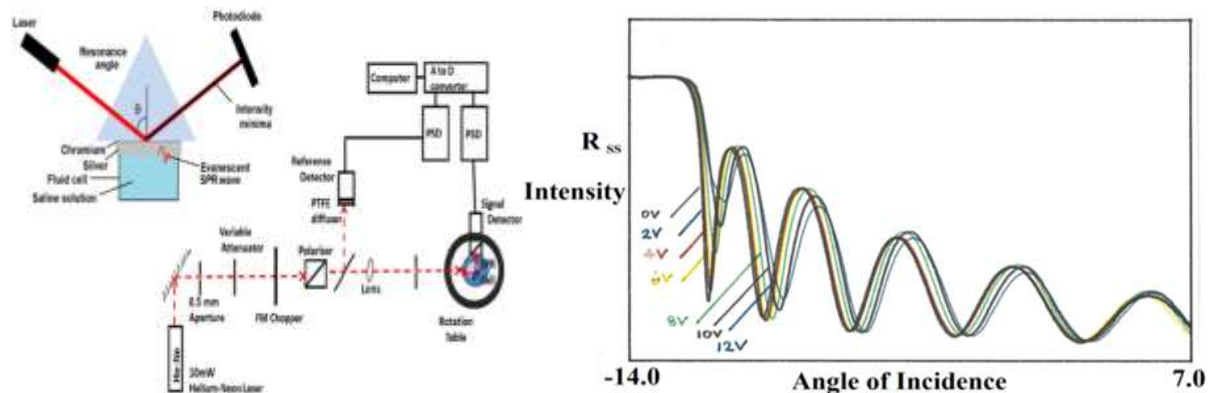 Laser
Photodiode
Resonance
angle
θ
Intensity
minima
Chromium
Silver
Fluid cell
Saline solution
Evanescent
SPR wave
Computer
A to D
converter
PSD
PSD
Reference
Detector
PTFE
diffuser
Signal
Detector
Variable
Attenuator
Polariser
0.5 mm
Aperture
FM Chopper
Lens
Rotation
Table
He-Ne
30mW
Helium-Neon Laser
R ss
Intensity
0V
2V
4V
6V
8V
10V
12V
-14.0
Angle of Incidence
7.0